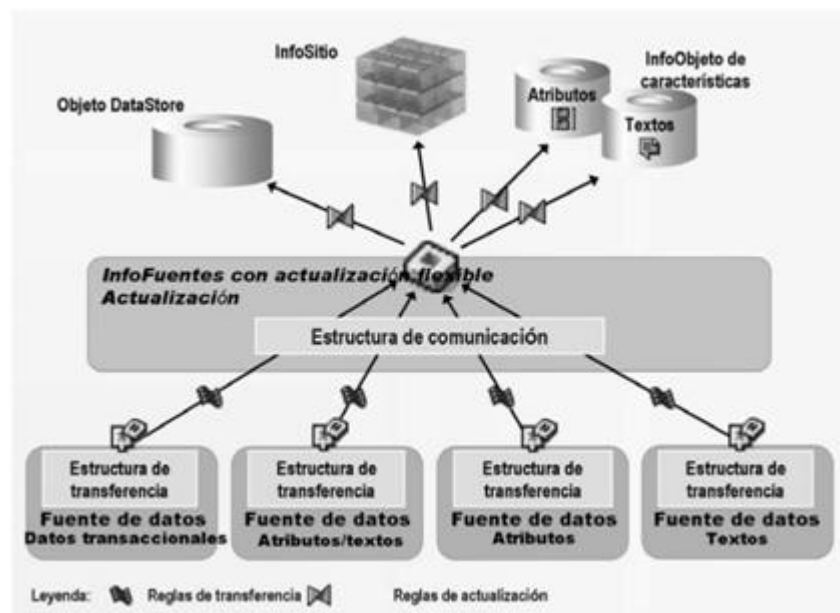 InfoSitio
InfoObjeto de
características
Objeto DataStore
Atributos
Textos
InfoFuentes con actualización flexible
Actualización
Estructura de comunicación
Estructura de
transferencia
Fuente de datos
Datos transaccionales
Estructura de
transferencia
Fuente de datos
Atributos/textos
Estructura de
transferencia
Fuente de datos
Atributos
Estructura de
transferencia
Fuente de datos
Textos
Leyenda: Reglas de transferencia Reglas de actualización